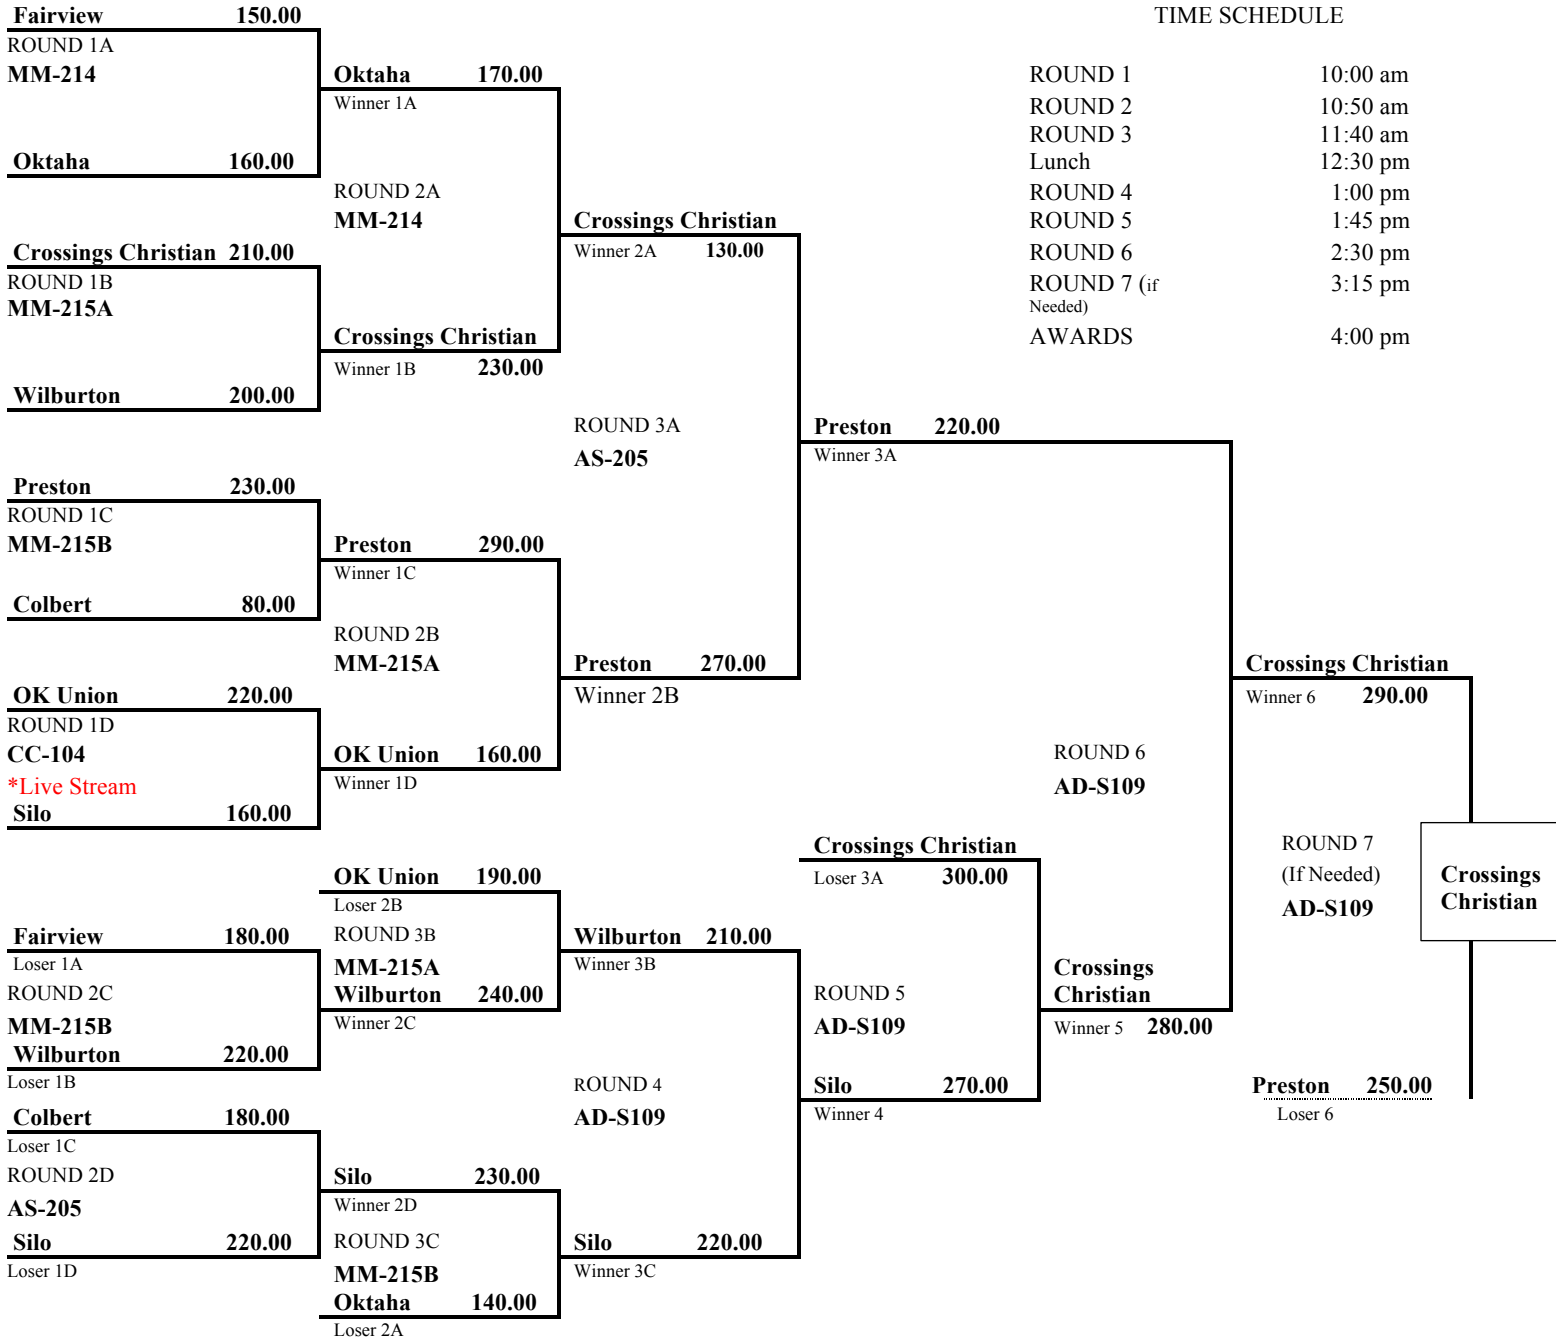 Fairview 150.00
ROUND 1A
MM-214
Oktaha 160.00
Crossings Christian 210.00
ROUND 1B
MM-215A
Wilburton 200.00
Preston 230.00
ROUND 1C
MM-215B
Colbert 80.00
OK Union 220.00
ROUND 1D
CC-104
*Live Stream
Silo 160.00
Fairview 180.00
Loser 1A
ROUND 2C
MM-215B
Wilburton 220.00
Loser 1B
Colbert 180.00
Loser 1C
ROUND 2D
AS-205
Silo 220.00
Loser 1D
Oktaha 170.00
Winner 1A
ROUND 2A
MM-214
Crossings Christian
Winner 1B 230.00
Preston 290.00
Winner 1C
ROUND 2B
MM-215A
OK Union 160.00
Winner 1D
OK Union 190.00
Loser 2B
ROUND 3B
MM-215A
Wilburton 240.00
Winner 2C
Silo 230.00
Winner 2D
ROUND 3C
MM-215B
Oktaha 140.00
Loser 2A
Crossings Christian
Winner 2A 130.00
ROUND 3A
AS-205
Preston 270.00
Winner 2B
Wilburton 210.00
Winner 3B
ROUND 4
AD-S109
Silo 220.00
Winner 3C
Preston 220.00
Winner 3A
Crossings Christian
Loser 3A 300.00
ROUND 5
AD-S109
Silo 270.00
Winner 4
ROUND 6
AD-S109
Crossings
Christian
Winner 5 280.00
Crossings Christian
Winner 6 290.00
ROUND 7
(If Needed)
AD-S109
Preston 250.00
Loser 6
Crossings
Christian
TIME SCHEDULE
ROUND 1 10:00 am
ROUND 2 10:50 am
ROUND 3 11:40 am
Lunch 12:30 pm
ROUND 4 1:00 pm
ROUND 5 1:45 pm
ROUND 6 2:30 pm
ROUND 7 (if 3:15 pm
Needed)
AWARDS 4:00 pm